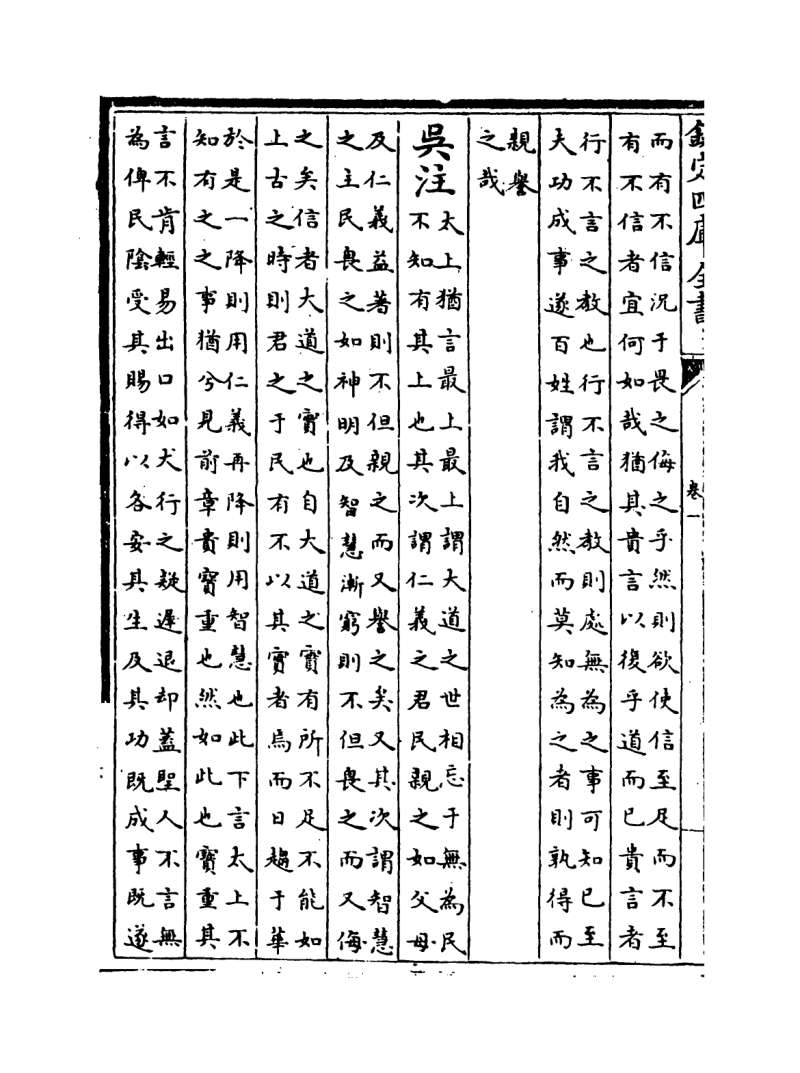 欽定四庫全書
卷一
而有不信況于畏之侮之乎然則欲使信至足而不至
有不信者宜何如哉猶其貴言以後乎道而已貴言者
行不言之教也行不言之教則處無為之事可知已至
夫功成事遂百姓謂我自然而莫知為之者則孰得而
親譽
之哉
吳注
太上猶言最上最上謂大道之世相忘于無為民
不知有其上也其次謂仁義之君民親之如父母
及仁義益著則不但親之而又譽之矣又其次謂智慧
之主民畏之如神明及智慧漸窮則不但畏之而又侮
之矣信者大道之實也自大道之實有所不足不能如
上古之時則君之于民有不以其實者焉而日趨于華
於是一降則用仁義再降則用智慧也此下言太上不
知有之之事猶兮見前章貴寶重也然如此也寶重其
言不肯輕易出口如犬行之疑遲退却蓋聖人不言無
為俾民陰受其賜得以各安其生及其功既成事既遂